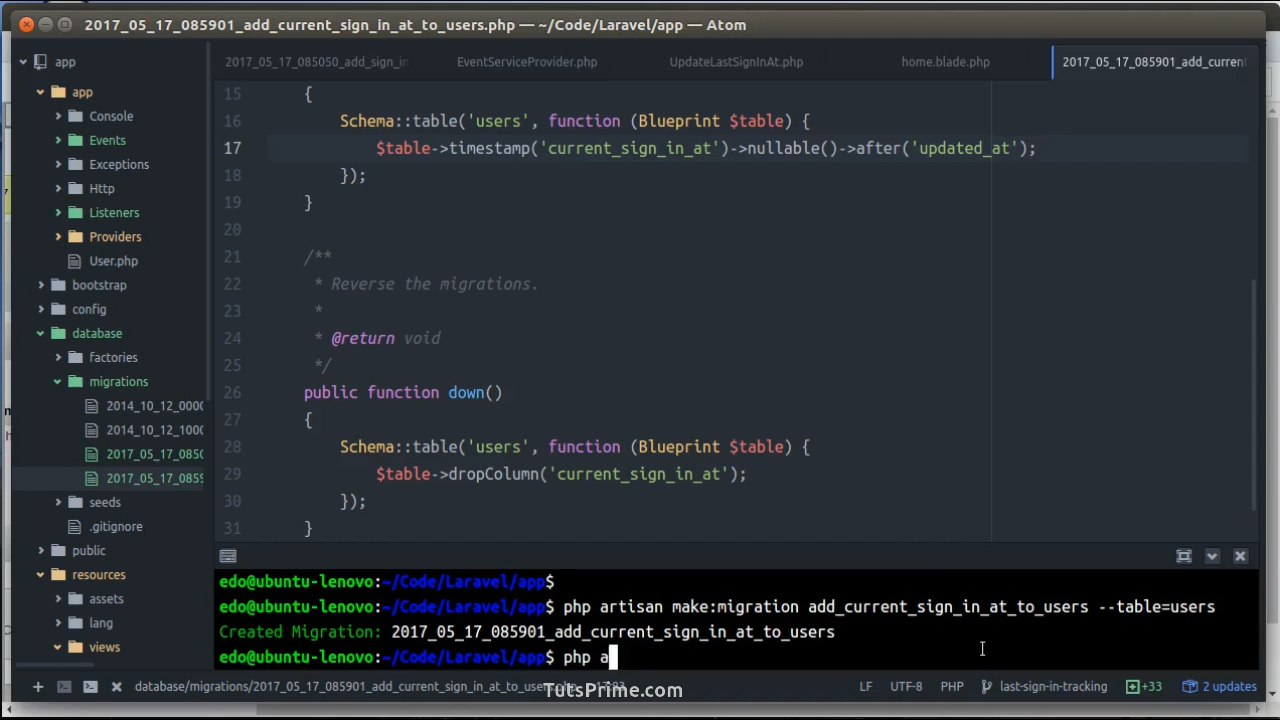 2017_05_17_085901_add_current_sign_in_at_to_users.php — ~/Code/Laravel/app — Atom
app
app
Console
Events
Exceptions
Http
Listeners
Providers
User.php
bootstrap
config
database
factories
migrations
2014_10_12_0000
2014_10_12_1000
2017_05_17_0850
2017_05_17_0859
seeds
.gitignore
public
resources
assets
lang
views
2017_05_17_085050_add_sign_in
EventServiceProvider.php
UpdateLastSignInAt.php
home.blade.php
2017_05_17_085901_add_current
15 {
16 Schema::table('users', function (Blueprint $table) {
17 $table->timestamp('current_sign_in_at')->nullable()->after('updated_at');
18 });
19 }
20
21 /**
22 * Reverse the migrations.
23 *
24 * @return void
25 */
26 public function down()
27 {
28 Schema::table('users', function (Blueprint $table) {
29 $table->dropColumn('current_sign_in_at');
30 });
31 }
edo@ubuntu-lenovo:~/Code/Laravel/app$
edo@ubuntu-lenovo:~/Code/Laravel/app$ php artisan make:migration add_current_sign_in_at_to_users --table=users
Created Migration: 2017_05_17_085901_add_current_sign_in_at_to_users
edo@ubuntu-lenovo:~/Code/Laravel/app$ php a
database/migrations/2017_05_17_085901_add_current_sign_in_at_to_users.php
LF UTF-8 PHP last-sign-in-tracking +33 2 updates
TutsPrime.com